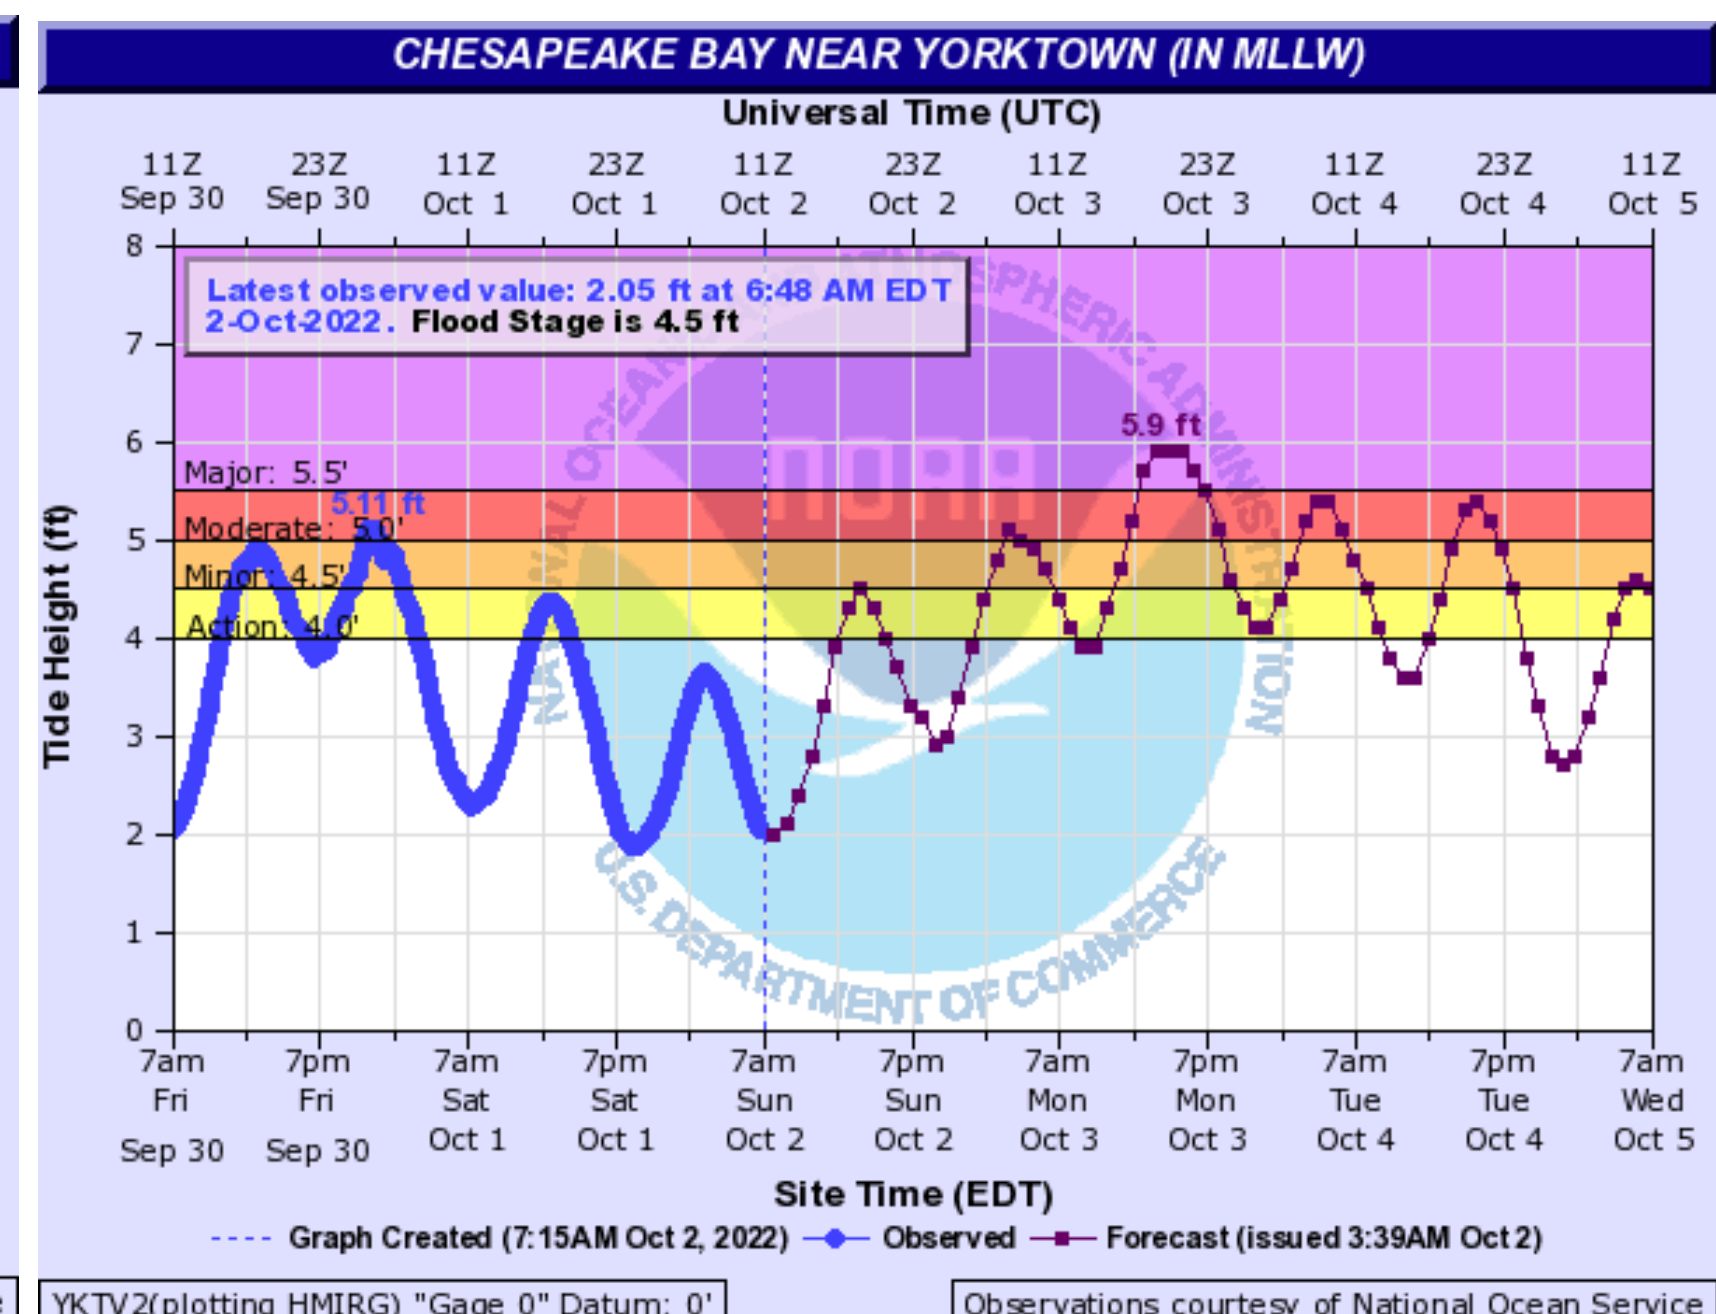 CHESAPEAKE BAY NEAR YORKTOWN (IN MLLW)
Universal Time (UTC)
11Z 23Z 11Z 23Z 11Z 23Z 11Z 23Z 11Z 23Z 11Z
Sep 30 Sep 30 Oct 1 Oct 1 Oct 2 Oct 2 Oct 3 Oct 3 Oct 4 Oct 4 Oct 5
8
Latest observed value: 2.05 ft at 6:48 AM EDT
2-Oct-2022. Flood Stage is 4.5 ft
7
6
5.9 ft
Major: 5.5'
5.11 ft
Moderate: 5.0'
5
Minor: 4.5'
Action: 4.0'
4
3
2
1
0
Tide Height (ft)
NOAA
NATIONAL OCEANIC AND ATMOSPHERIC ADMINISTRATION
U.S. DEPARTMENT OF COMMERCE
7am 7pm 7am 7pm 7am 7pm 7am 7pm 7am 7pm 7am
Fri Fri Sat Sat Sun Sun Mon Mon Tue Tue Wed
Sep 30 Sep 30 Oct 1 Oct 1 Oct 2 Oct 2 Oct 3 Oct 3 Oct 4 Oct 4 Oct 5
Site Time (EDT)
Graph Created (7:15AM Oct 2, 2022) Observed Forecast (issued 3:39AM Oct 2)
e YKTV2(plotting HMIRG) "Gage 0" Datum: 0' Observations courtesy of National Ocean Service